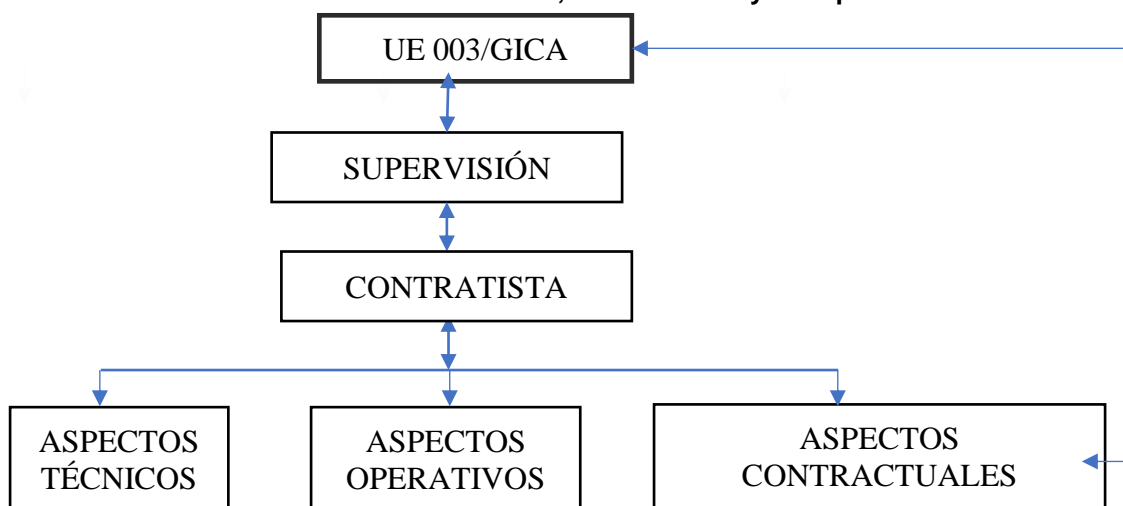 UE 003/GICA
SUPERVISIÓN
CONTRATISTA
ASPECTOS
TÉCNICOS
ASPECTOS
OPERATIVOS
ASPECTOS
CONTRACTUALES